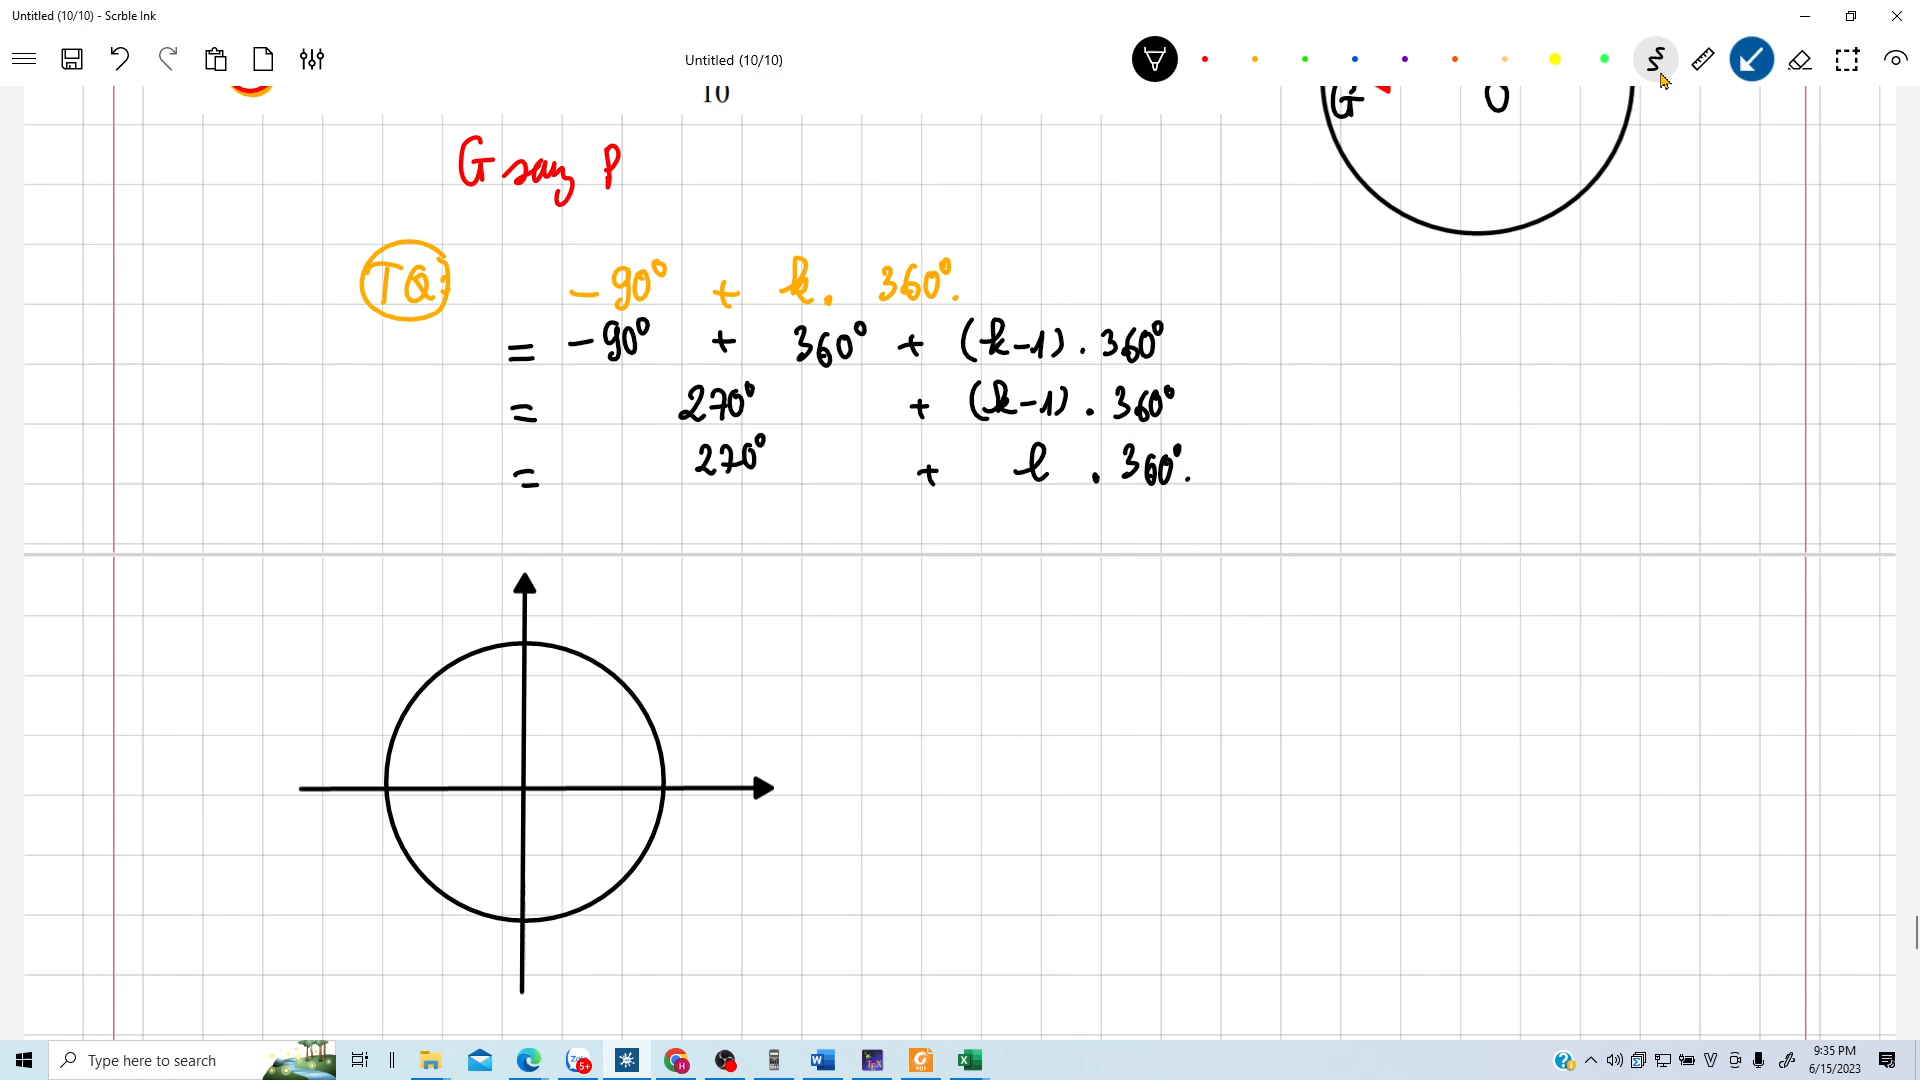 Untitled (10/10) - Scrble Ink
Untitled (10/10)
10
G O
G say P
TQ: -90° + k. 360°.
= -90° + 360° + (k-1). 360°
= 270° + (k-1). 360°
= 270° + l . 360°.
Type here to search
9:35 PM
6/15/2023